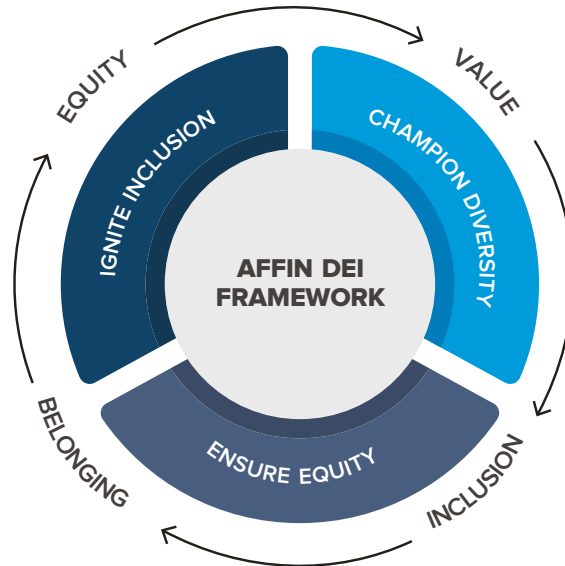 EQUITY
VALUE
IGNITE INCLUSION
CHAMPION DIVERSITY
AFFIN DEI
FRAMEWORK
BELONGING
ENSURE EQUITY
INCLUSION